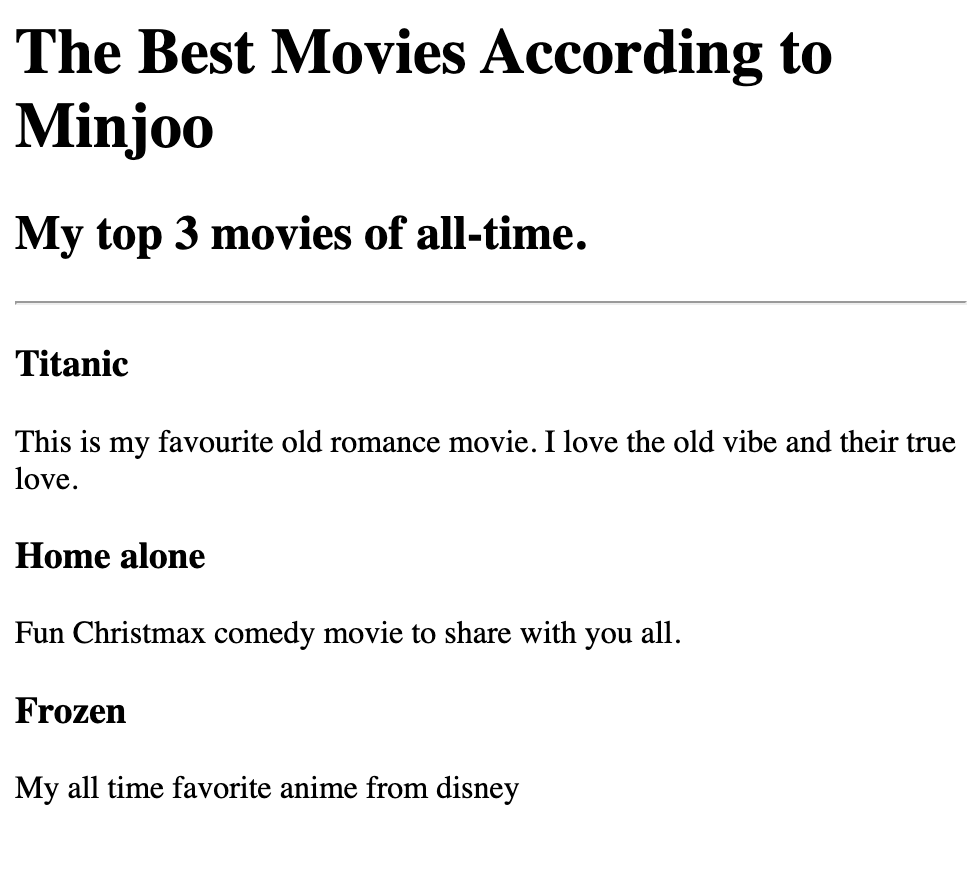 The Best Movies According to
Minjoo
My top 3 movies of all-time.
Titanic
This is my favourite old romance movie. I love the old vibe and their true
love.
Home alone
Fun Christmax comedy movie to share with you all.
Frozen
My all time favorite anime from disney